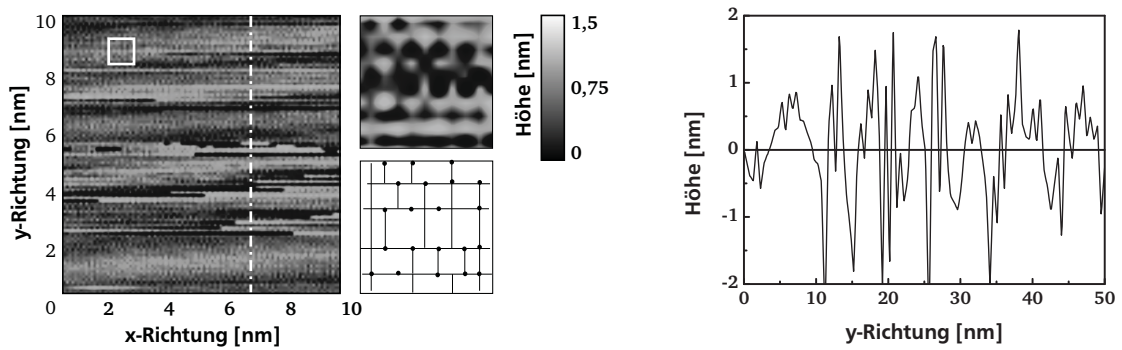 10
8
6
4
2
0
y-Richtung [nm]
2 4 6 8 10
x-Richtung [nm]
Höhe [nm]
1,5
0,75
0
Höhe [nm]
2
1
0
-1
-2
0 10 20 30 40 50
y-Richtung [nm]